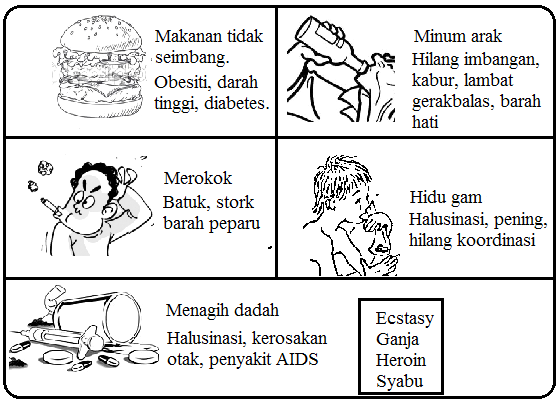 Makanan tidak
seimbang.
Obesiti, darah
tinggi, diabetes.
Minum arak
Hilang imbangan,
kabur, lambat
gerakbalas, barah
hati
Merokok
Batuk, stork
barah peparu
Hidu gam
Halusinasi, pening,
hilang koordinasi
Menagih dadah
Halusinasi, kerosakan
otak, penyakit AIDS
Ecstasy
Ganja
Heroin
Syabu